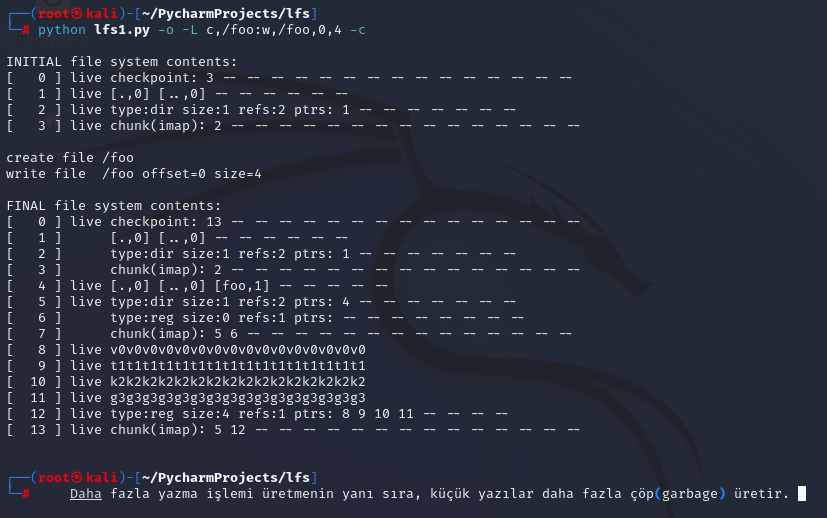 ┌──(root㉿kali)-[~/PycharmProjects/lfs]
└─# python lfs1.py -o -L c,/foo:w,/foo,0,4 -c

INITIAL file system contents:
[   0 ] live checkpoint: 3 -- -- -- -- -- -- -- -- -- -- -- -- -- -- --
[   1 ] live [.,0] [..,0] -- -- -- -- -- --
[   2 ] live type:dir size:1 refs:2 ptrs: 1 -- -- -- -- -- -- --
[   3 ] live chunk(imap): 2 -- -- -- -- -- -- -- -- -- -- -- -- -- -- --

create file /foo
write file  /foo offset=0 size=4

FINAL file system contents:
[   0 ] live checkpoint: 13 -- -- -- -- -- -- -- -- -- -- -- -- -- -- --
[   1 ]      [.,0] [..,0] -- -- -- -- -- --
[   2 ]      type:dir size:1 refs:2 ptrs: 1 -- -- -- -- -- -- --
[   3 ]      chunk(imap): 2 -- -- -- -- -- -- -- -- -- -- -- -- -- -- --
[   4 ] live [.,0] [..,0] [foo,1] -- -- -- -- --
[   5 ] live type:dir size:1 refs:2 ptrs: 4 -- -- -- -- -- -- --
[   6 ]      type:reg size:0 refs:1 ptrs: -- -- -- -- -- -- -- --
[   7 ]      chunk(imap): 5 6 -- -- -- -- -- -- -- -- -- -- -- -- -- --
[   8 ] live v0v0v0v0v0v0v0v0v0v0v0v0v0v0v0v0
[   9 ] live t1t1t1t1t1t1t1t1t1t1t1t1t1t1t1t1
[  10 ] live k2k2k2k2k2k2k2k2k2k2k2k2k2k2k2k2
[  11 ] live g3g3g3g3g3g3g3g3g3g3g3g3g3g3g3g3
[  12 ] live type:reg size:4 refs:1 ptrs: 8 9 10 11 -- -- -- --
[  13 ] live chunk(imap): 5 12 -- -- -- -- -- -- -- -- -- -- -- -- -- --

┌──(root㉿kali)-[~/PycharmProjects/lfs]
└─#     Daha fazla yazma işlemi üretmenin yanı sıra, küçük yazılar daha fazla çöp(garbage) üretir.